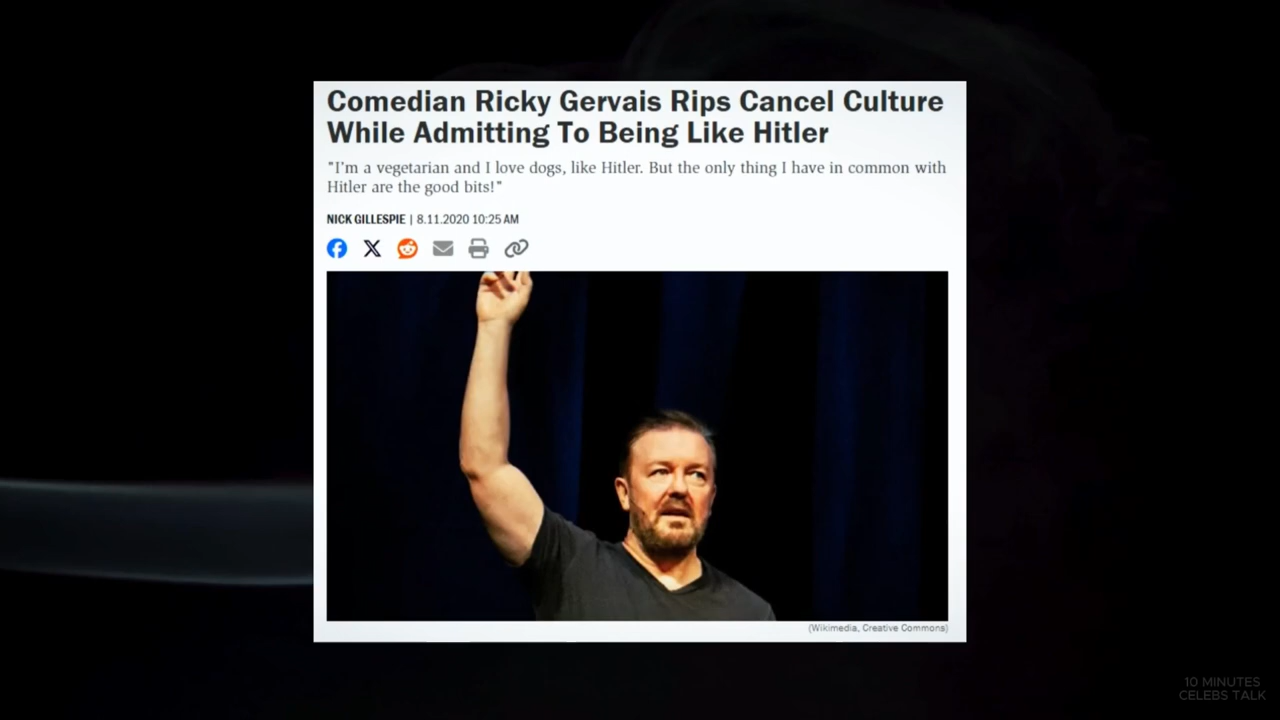 Comedian Ricky Gervais Rips Cancel Culture
While Admitting To Being Like Hitler
"I'm a vegetarian and I love dogs, like Hitler. But the only thing I have in common with
Hitler are the good bits!"
NICK GILLESPIE | 8.11.2020 10:25 AM
(Wikimedia, Creative Commons)
10 MINUTES
CELEBS TALK